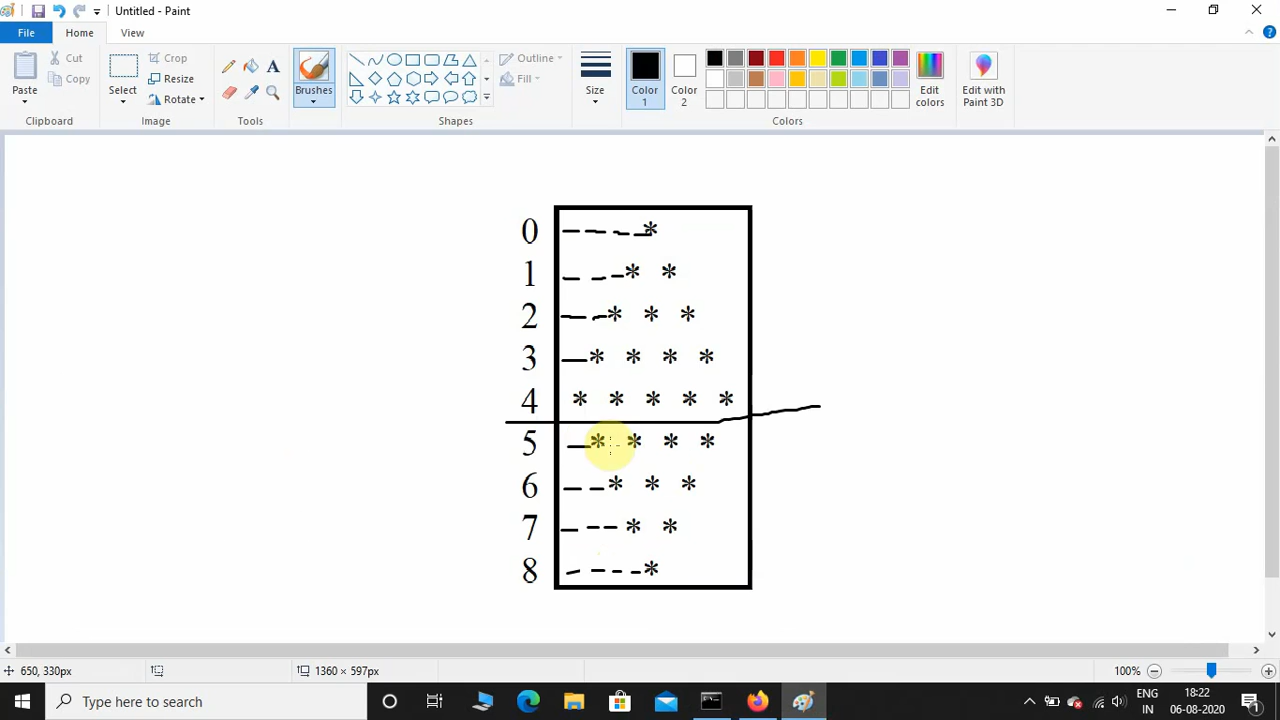 Untitled - Paint
File Home View
Paste Cut Copy
Select Crop Resize Rotate
Brushes
Outline Fill
Size
Color 1
Color 2
Edit colors
Edit with Paint 3D
Clipboard Image Tools Shapes Colors
0 *
1 * *
2 * * *
3 * * * *
4 * * * * *
5 * * * *
6 * * *
7 * *
8 *
650, 330px 1360 × 597px 100%
Type here to search
ENG IN
18:22
06-08-2020
1